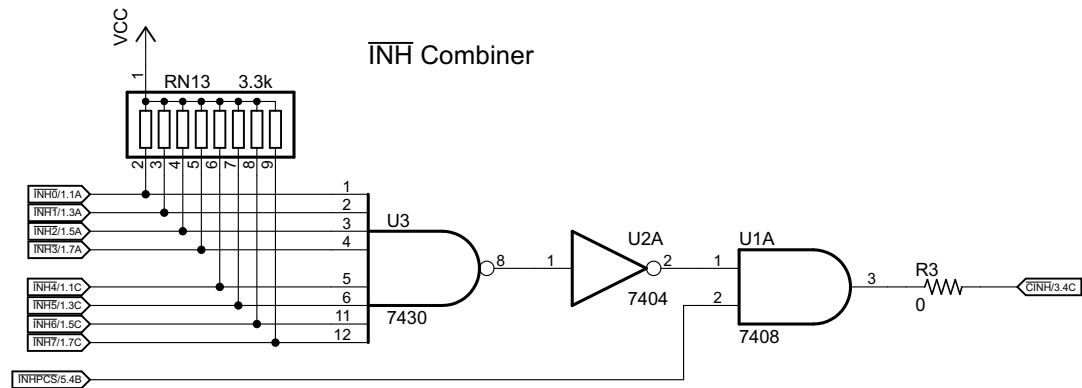 VCC
1
INH Combiner
RN13 3.3k
2 3 4 5 6 7 8 9
INH0/1.1A 1
INH1/1.3A 2
INH2/1.5A 3
INH3/1.7A 4
INH4/1.1C 5
INH5/1.3C 6
INH6/1.5C 11
INH7/1.7C 12
U3
8
7430
1
U2A
2
7404
U1A
1
2
3
7408
R3
0
CINH/3.4C
INHPCS/5.4B